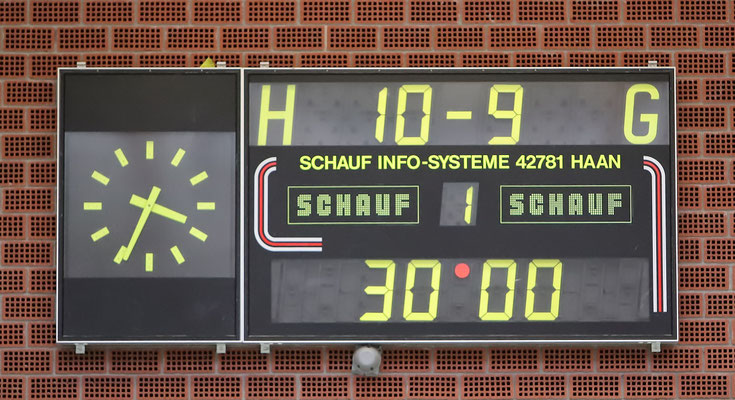 H 10-9 G
SCHAUF INFO-SYSTEME 42781 HAAN
SCHAUF 1 SCHAUF
30:00